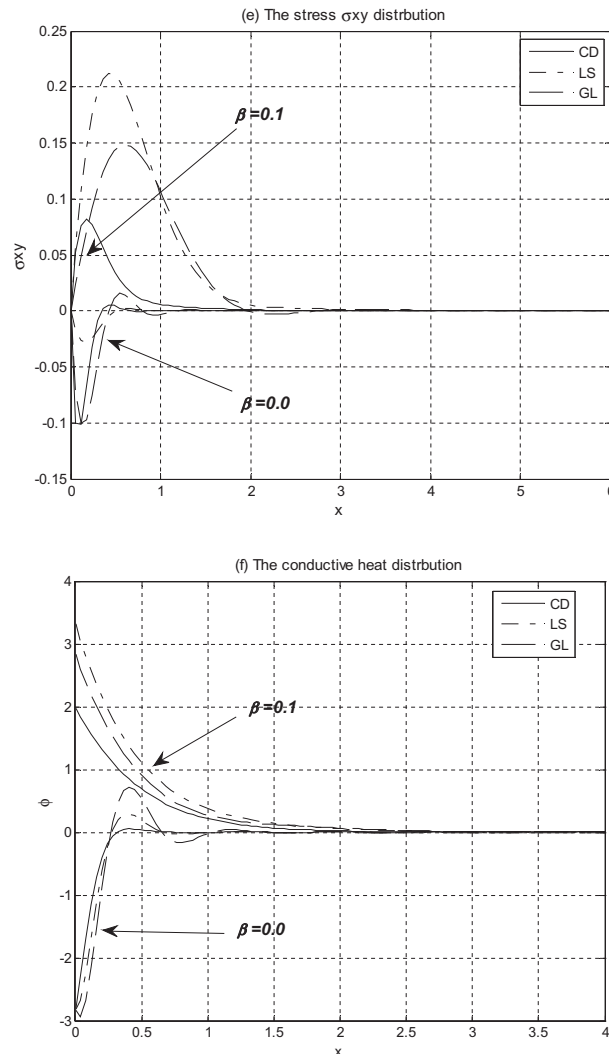 (e) The stress σxy distrbution
0.25
0.2
0.15
0.1
0.05
0
-0.05
-0.1
-0.15
σxy
CD
LS
GL
β=0.1
β=0.0
0 1 2 3 4 5 6
x
(f) The conductive heat distrbution
4
3
2
1
0
-1
-2
-3
ϕ
CD
LS
GL
β=0.1
β=0.0
0 0.5 1 1.5 2 2.5 3 3.5 4
x